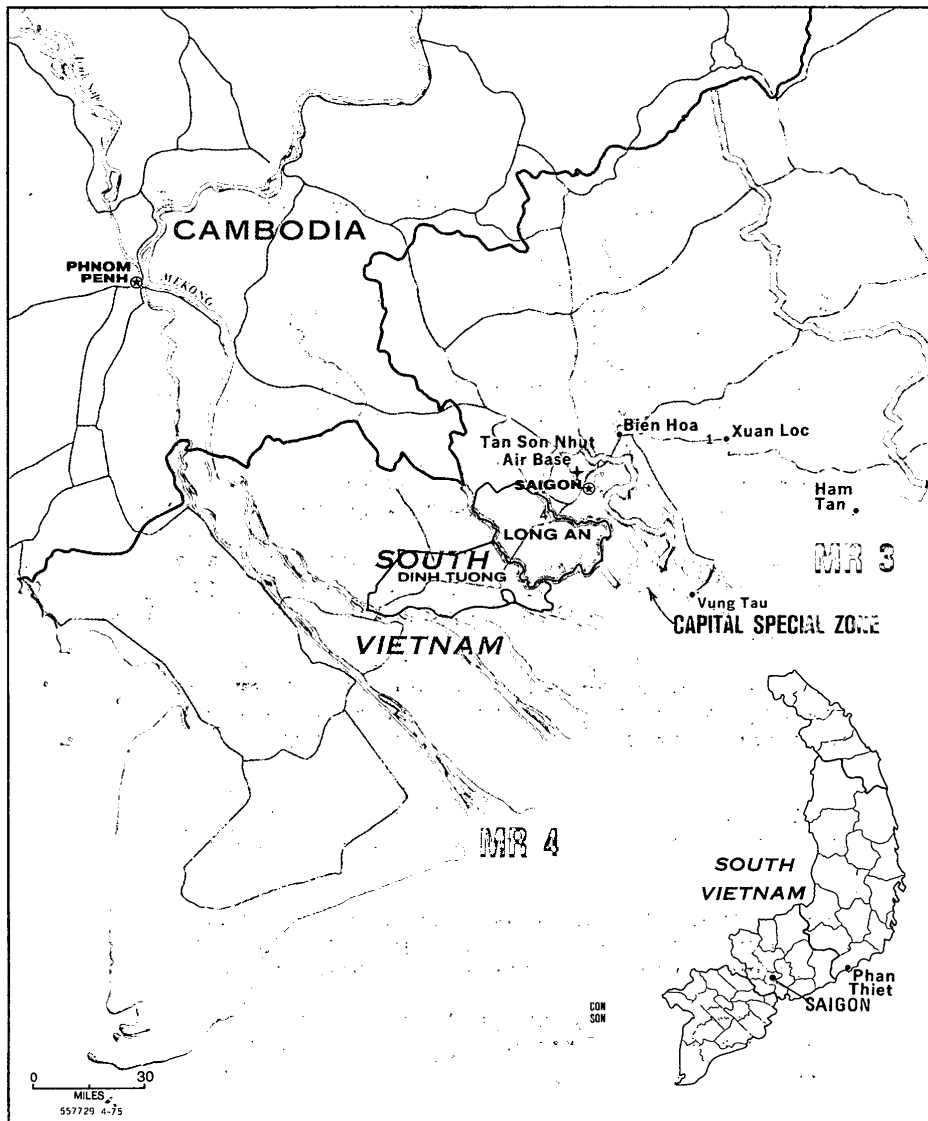 CAMBODIA
PHNOM
PENH
MEKONG
Bien Hoa
1
Xuan Loc
Tan Son Nhut
Air Base
SAIGON
Ham
Tan
4
LONG AN
MR 3
SOUTH
DINH TUONG
Vung Tau
CAPITAL SPECIAL ZONE
VIETNAM
MR 4
SOUTH
VIETNAM
Phan
Thiet
SAIGON
CON
SON
0 30
MILES
557729 4-75